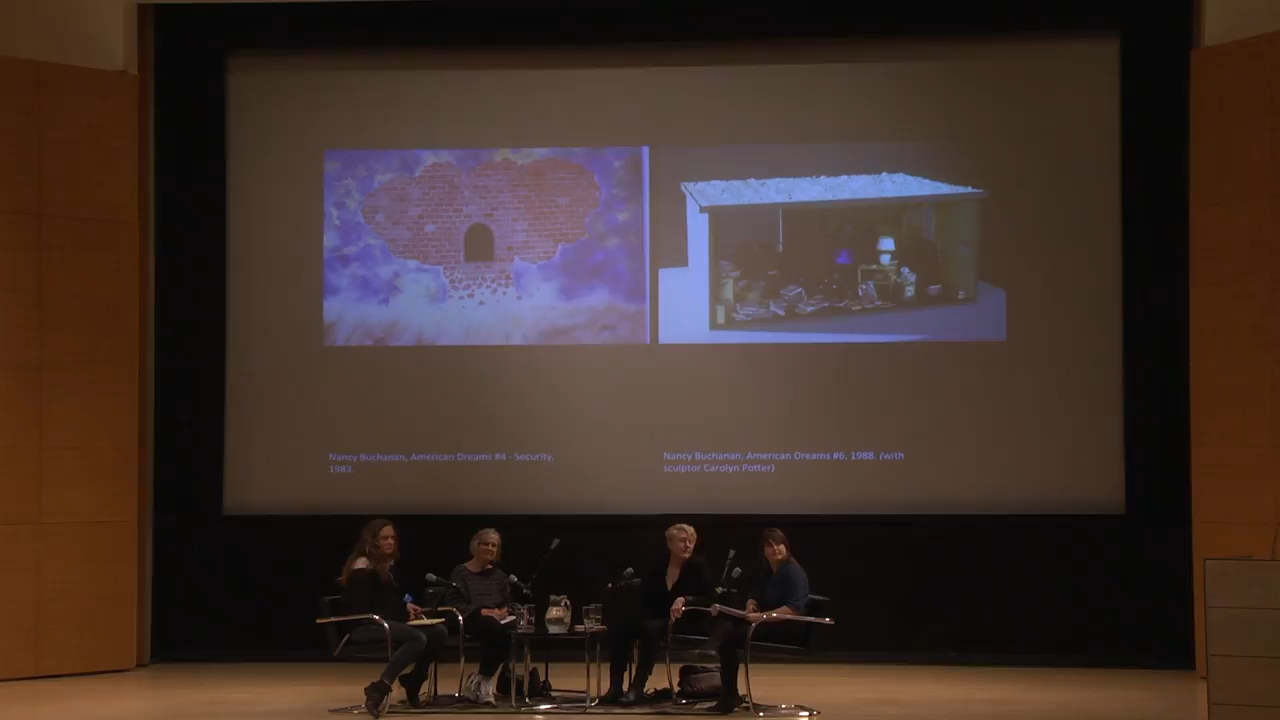 Nancy Buchanan, American Dreams #4 - Security,
1983.
Nancy Buchanan, American Dreams #6, 1988. (with
sculptor Carolyn Potter)